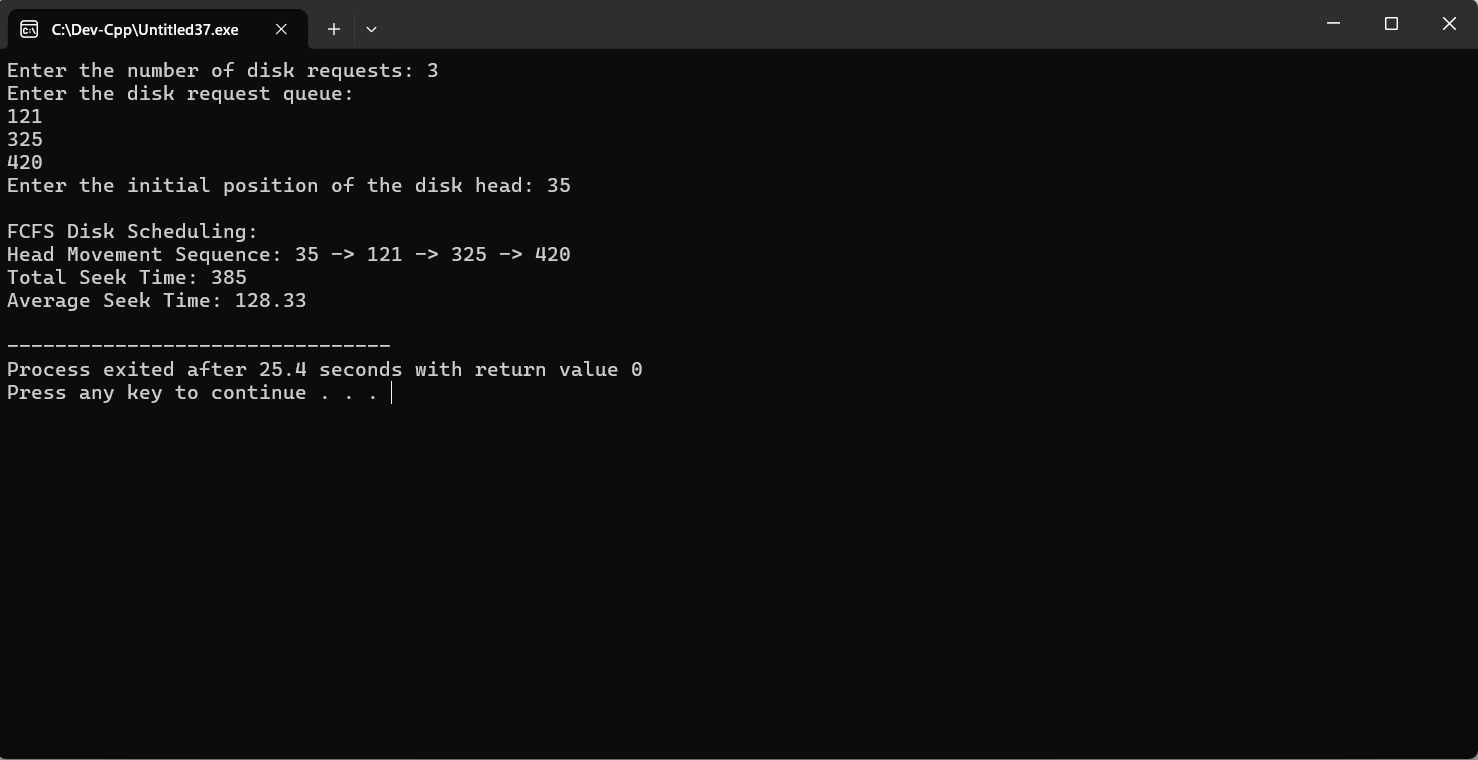 C:\Dev-Cpp\Untitled37.exe
Enter the number of disk requests: 3
Enter the disk request queue:
121
325
420
Enter the initial position of the disk head: 35
FCFS Disk Scheduling:
Head Movement Sequence: 35 -> 121 -> 325 -> 420
Total Seek Time: 385
Average Seek Time: 128.33
--------------------------------
Process exited after 25.4 seconds with return value 0
Press any key to continue . . .